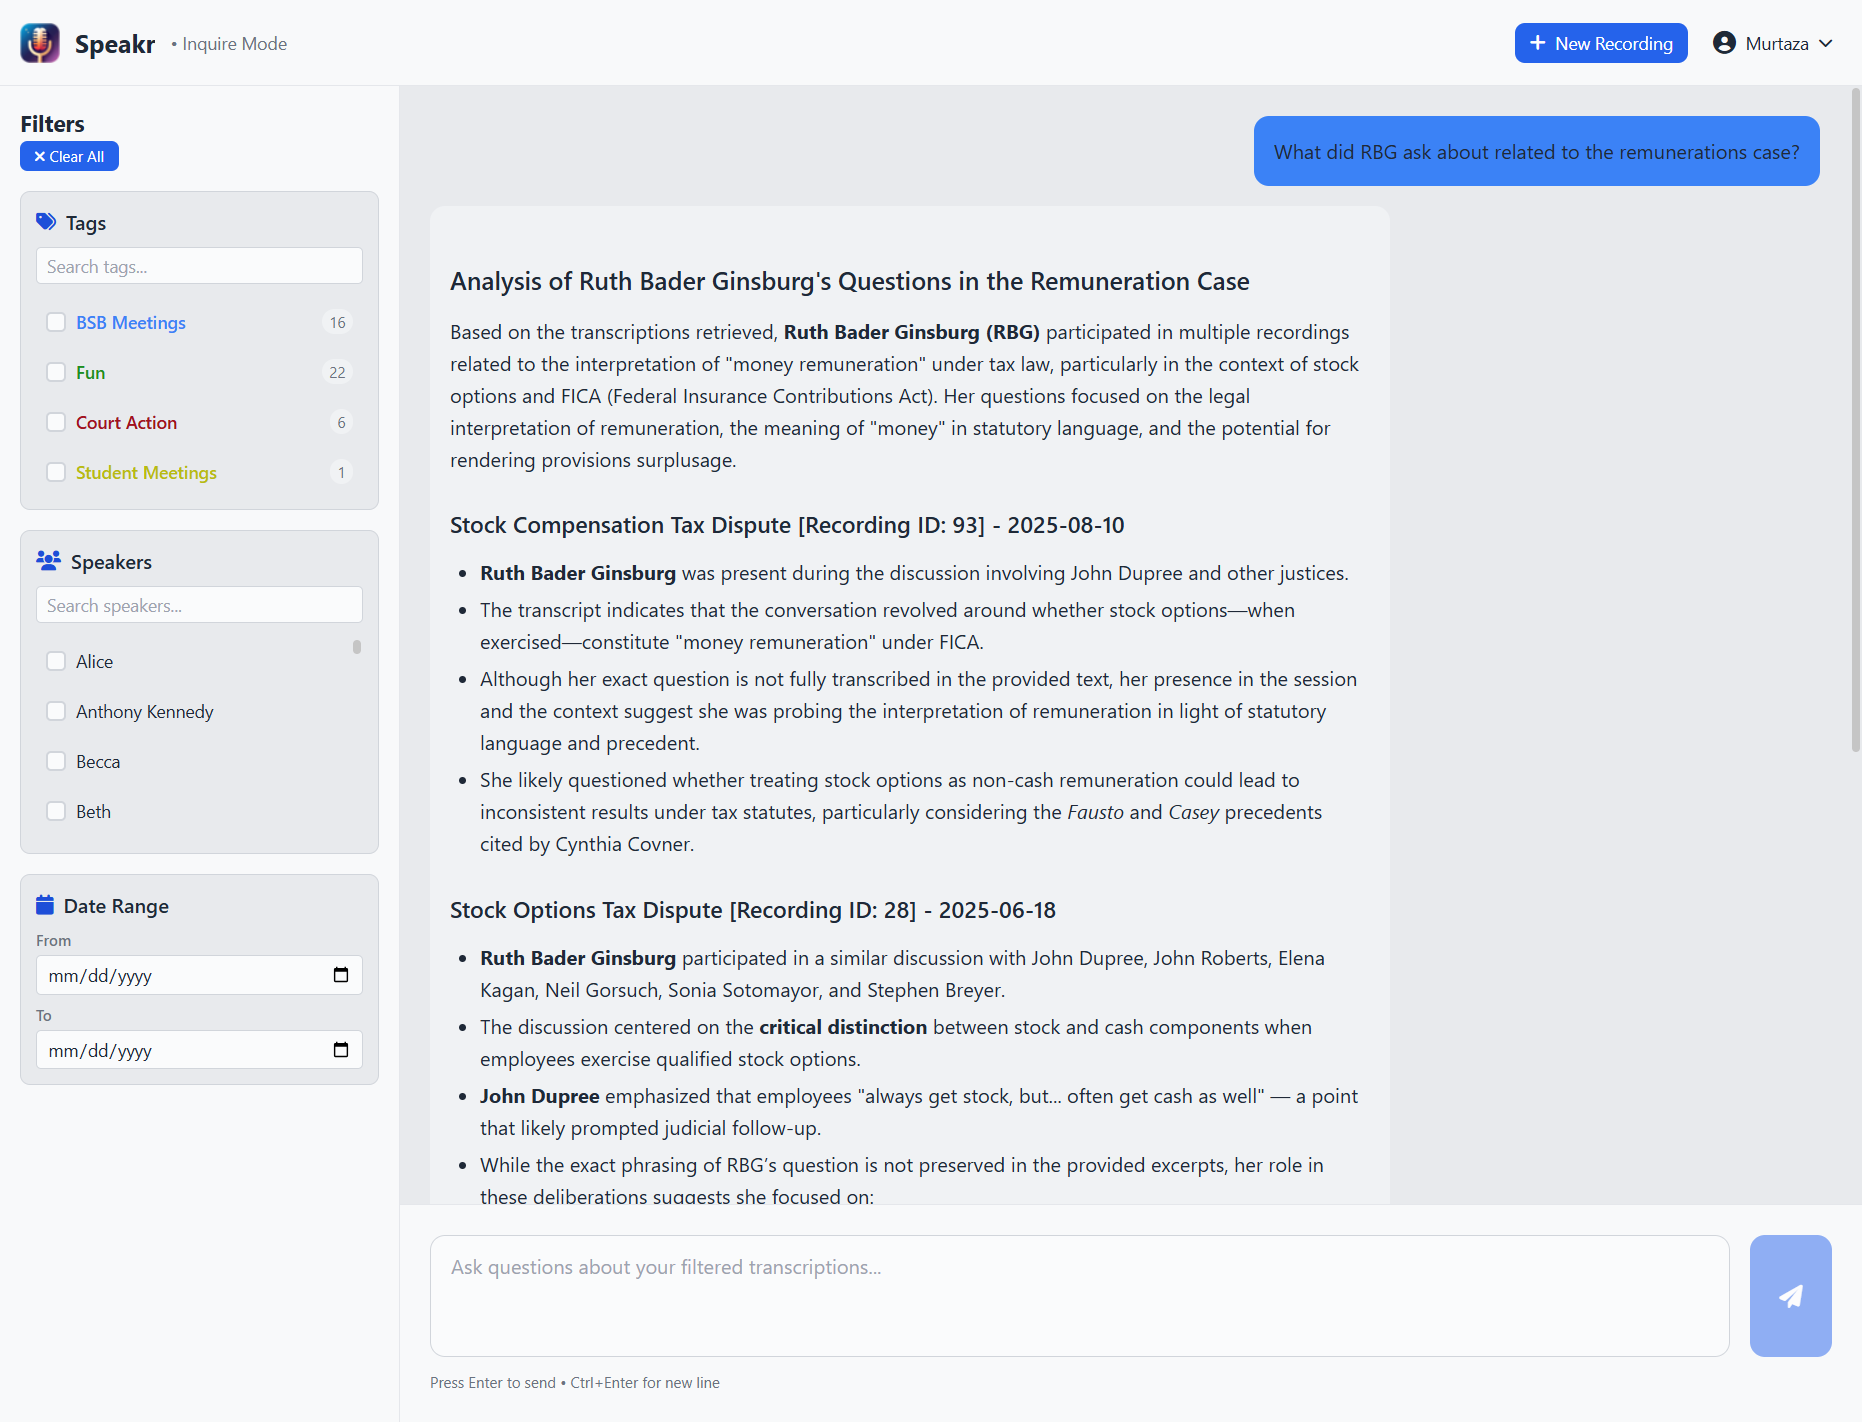 Speakr • Inquire Mode
New Recording
Murtaza
Filters
Clear All
Tags
Search tags...
BSB Meetings 16
Fun 22
Court Action 6
Student Meetings 1
Speakers
Search speakers...
Alice
Anthony Kennedy
Becca
Beth
Date Range
From
mm/dd/yyyy
To
mm/dd/yyyy
What did RBG ask about related to the remunerations case?
Analysis of Ruth Bader Ginsburg's Questions in the Remuneration Case
Based on the transcriptions retrieved, Ruth Bader Ginsburg (RBG) participated in multiple recordings
related to the interpretation of "money remuneration" under tax law, particularly in the context of stock
options and FICA (Federal Insurance Contributions Act). Her questions focused on the legal
interpretation of remuneration, the meaning of "money" in statutory language, and the potential for
rendering provisions surplusage.
Stock Compensation Tax Dispute [Recording ID: 93] - 2025-08-10
• Ruth Bader Ginsburg was present during the discussion involving John Dupree and other justices.
• The transcript indicates that the conversation revolved around whether stock options—when
exercised—constitute "money remuneration" under FICA.
• Although her exact question is not fully transcribed in the provided text, her presence in the session
and the context suggest she was probing the interpretation of remuneration in light of statutory
language and precedent.
• She likely questioned whether treating stock options as non-cash remuneration could lead to
inconsistent results under tax statutes, particularly considering the Fausto and Casey precedents
cited by Cynthia Covner.
Stock Options Tax Dispute [Recording ID: 28] - 2025-06-18
• Ruth Bader Ginsburg participated in a similar discussion with John Dupree, John Roberts, Elena
Kagan, Neil Gorsuch, Sonia Sotomayor, and Stephen Breyer.
• The discussion centered on the critical distinction between stock and cash components when
employees exercise qualified stock options.
• John Dupree emphasized that employees "always get stock, but... often get cash as well" — a point
that likely prompted judicial follow-up.
• While the exact phrasing of RBG’s question is not preserved in the provided excerpts, her role in
these deliberations suggests she focused on:
Ask questions about your filtered transcriptions...
Press Enter to send • Ctrl+Enter for new line